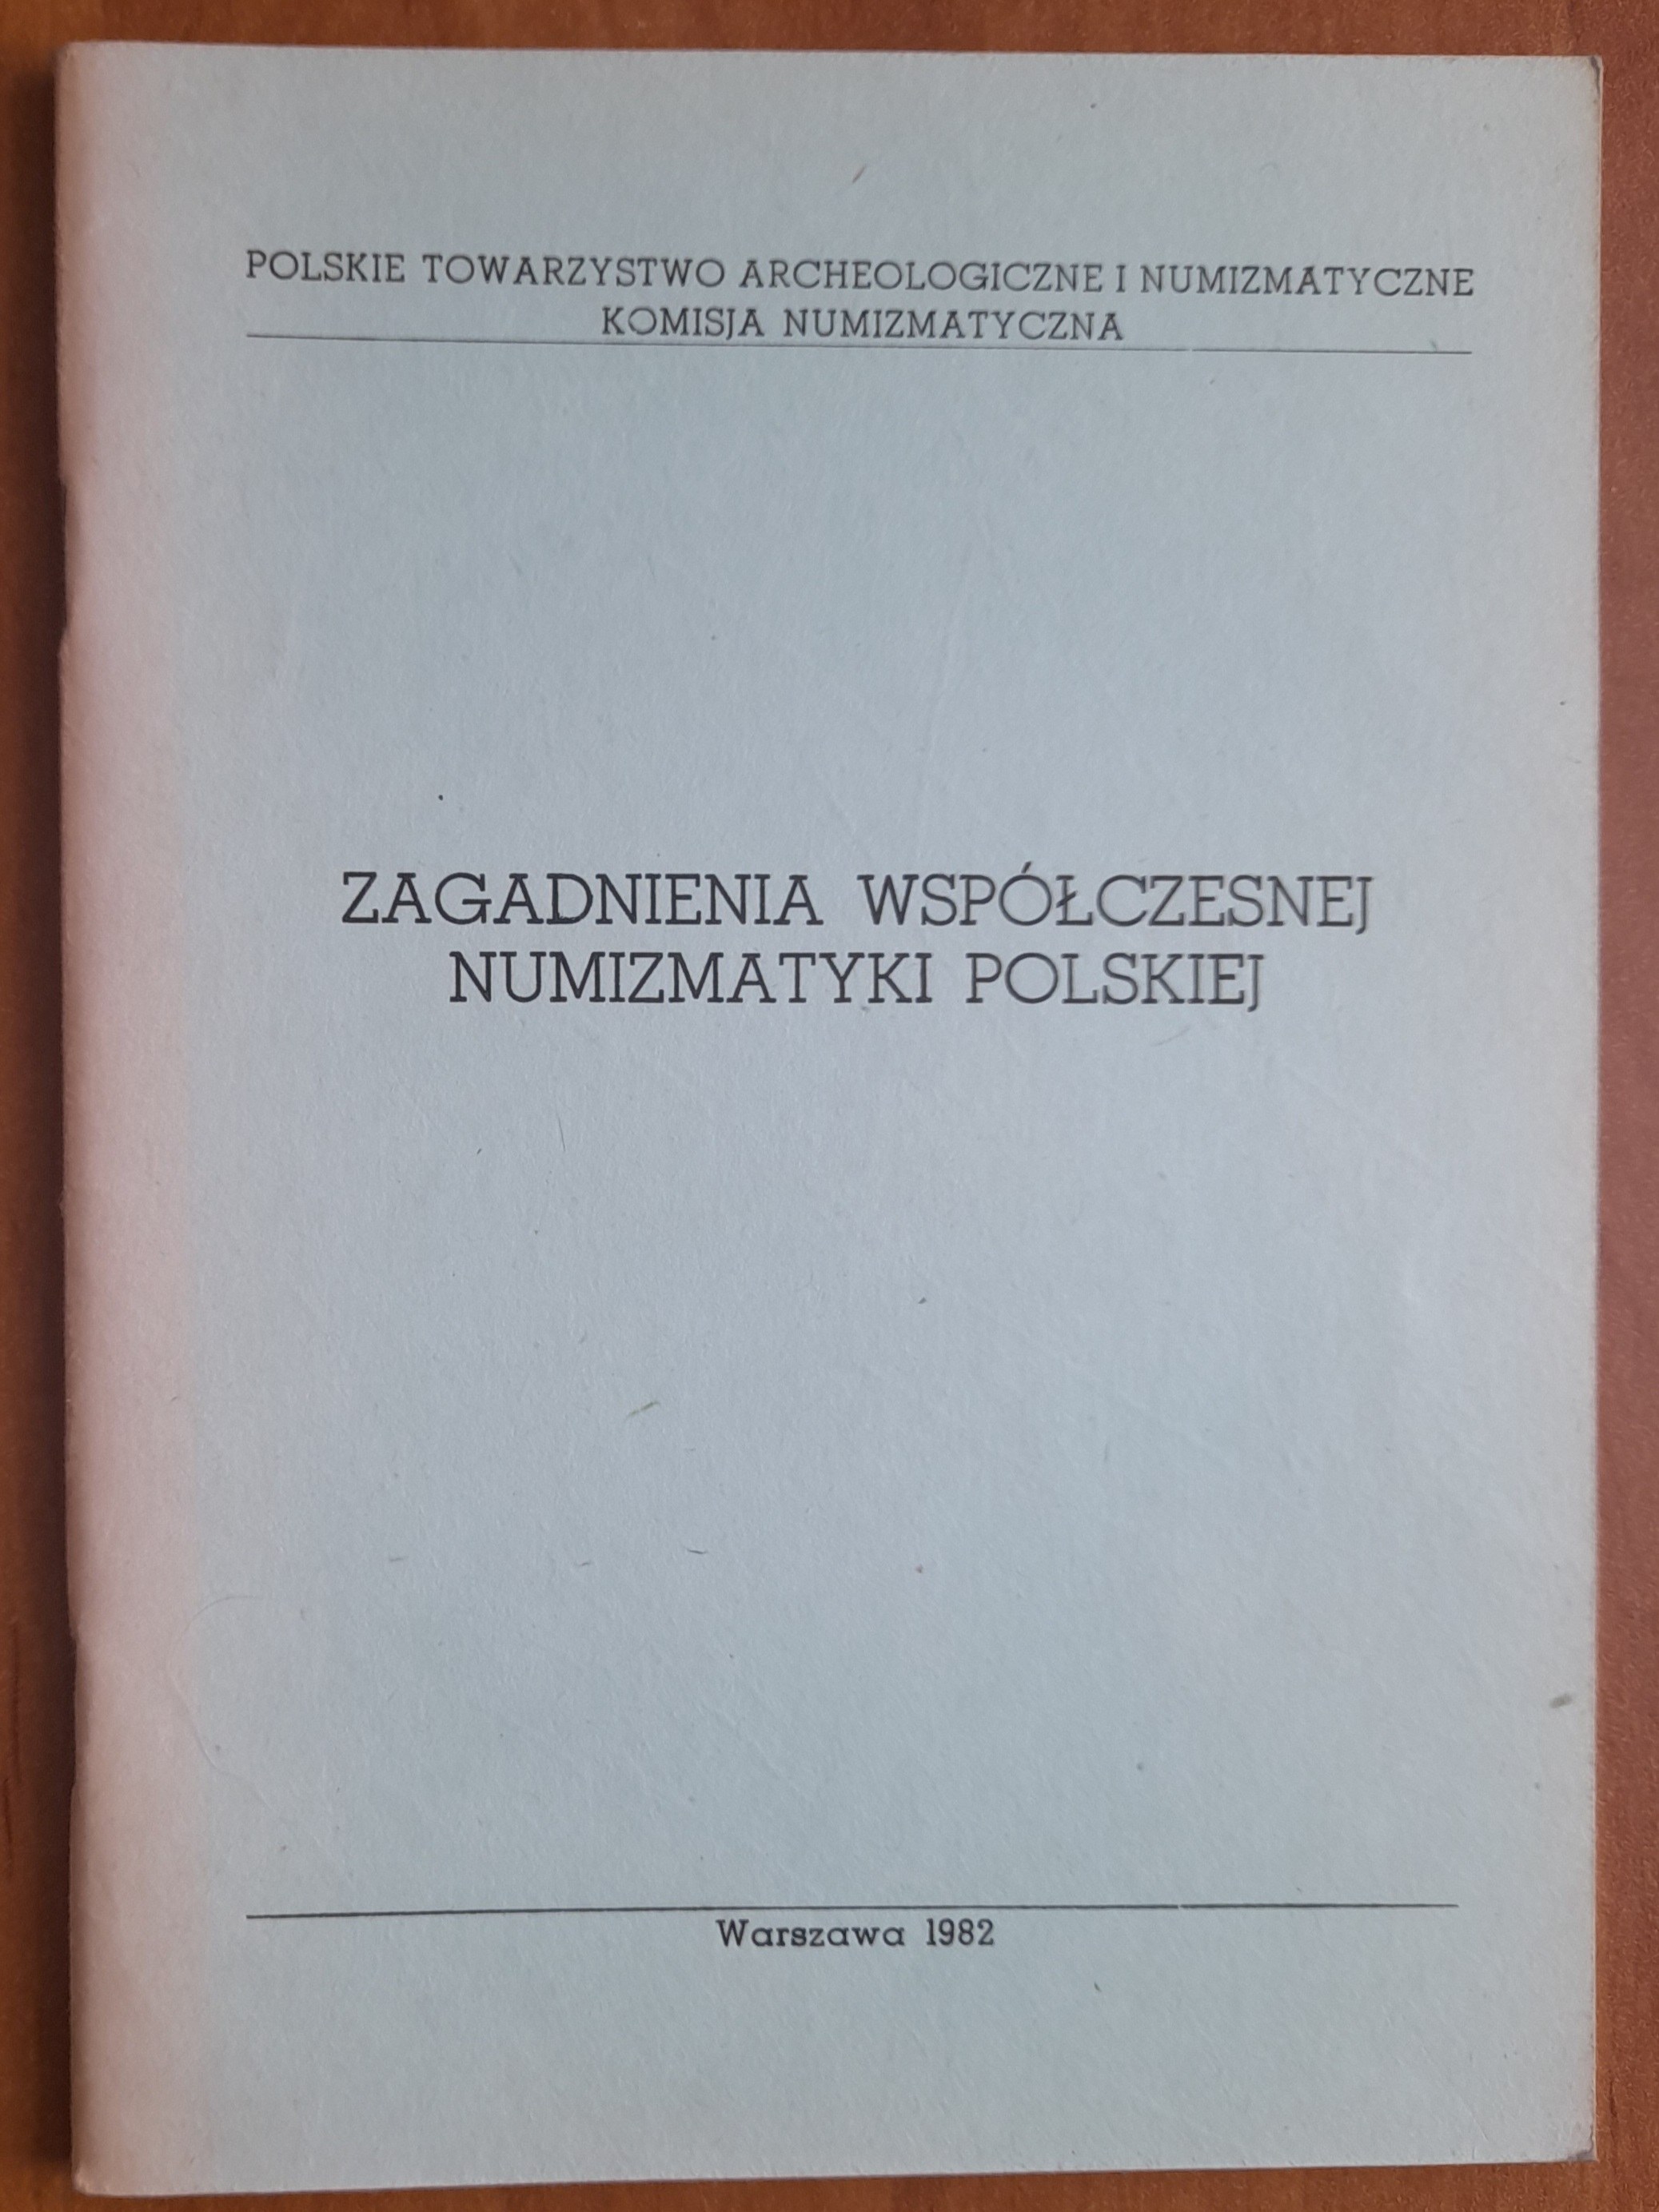 POLSKIE TOWARZYSTWO ARCHEOLOGICZNE I NUMIZMATYCZNE
KOMISJA NUMIZMATYCZNA
ZAGADNIENIA WSPÓŁCZESNEJ
NUMIZMATYKI POLSKIEJ
Warszawa 1982